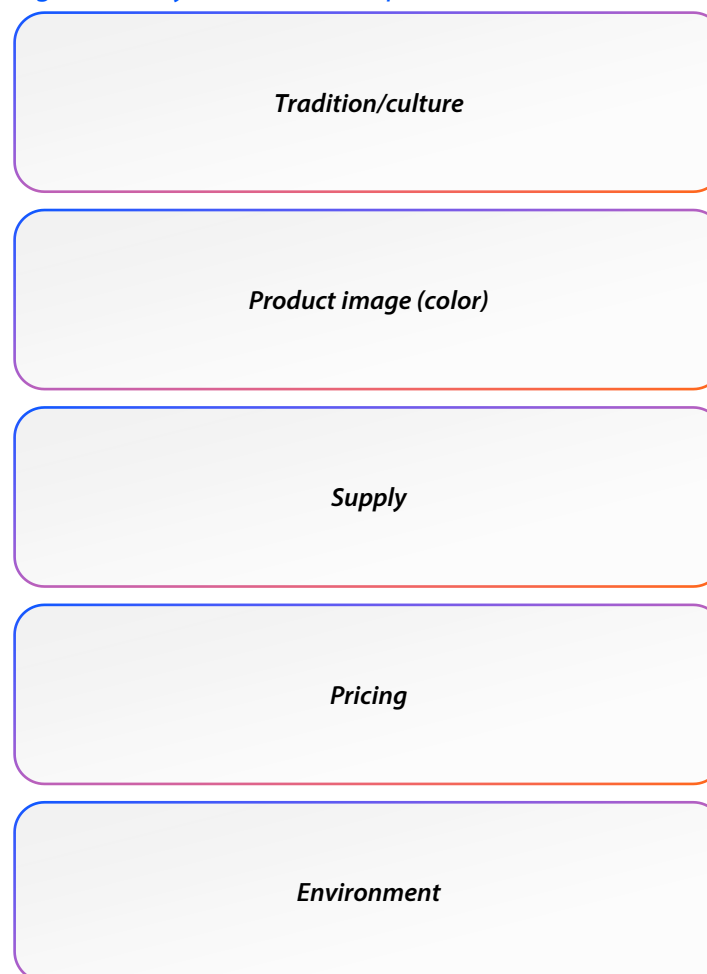 Tradition/culture
Product image (color)
Supply
Pricing
Environment